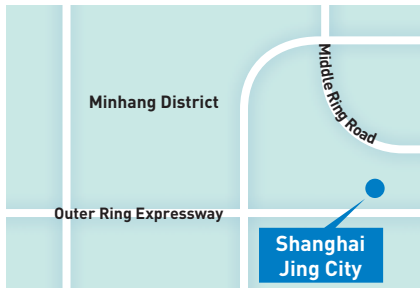 Middle Ring Road
Minhang District
Outer Ring Expressway
Shanghai
Jing City